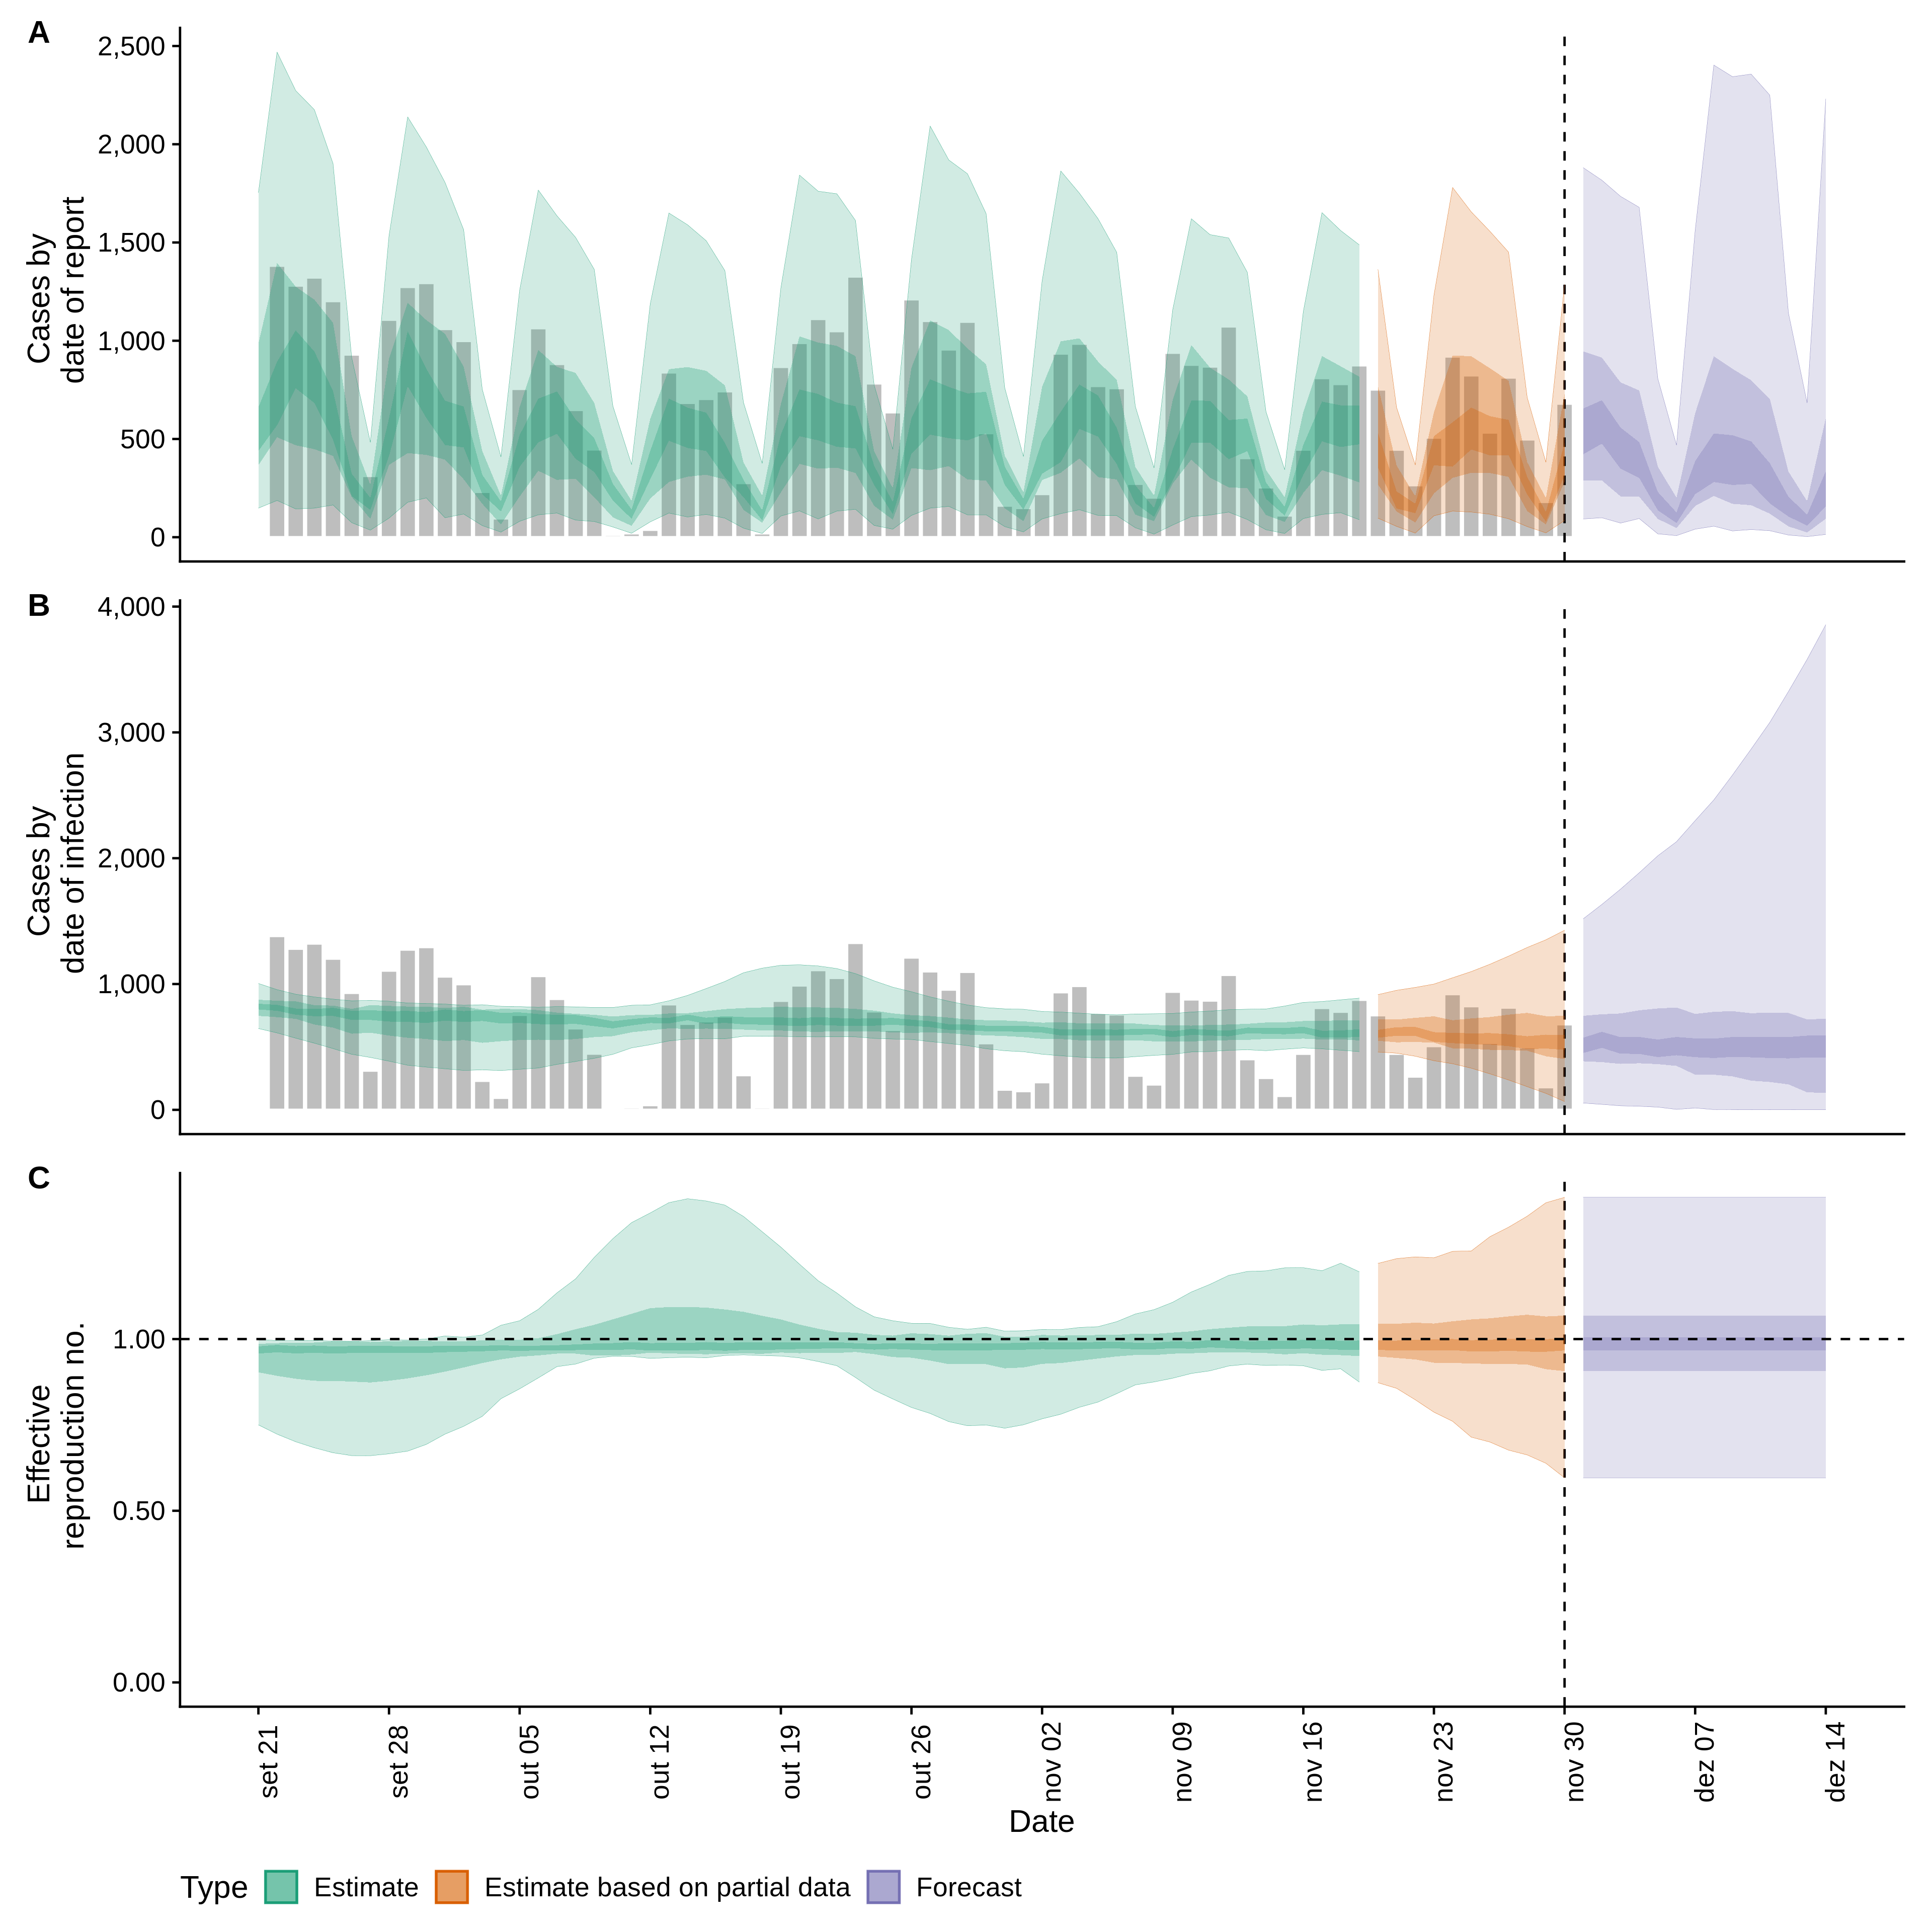 A
2,500
2,000
1,500
1,000
500
0
Cases by
date of report
B
4,000
3,000
2,000
1,000
0
Cases by
date of infection
C
1.00
0.50
0.00
Effective
reproduction no.
set 21
set 28
out 05
out 12
out 19
out 26
nov 02
nov 09
nov 16
nov 23
nov 30
dez 07
dez 14
Date
Type
Estimate
Estimate based on partial data
Forecast